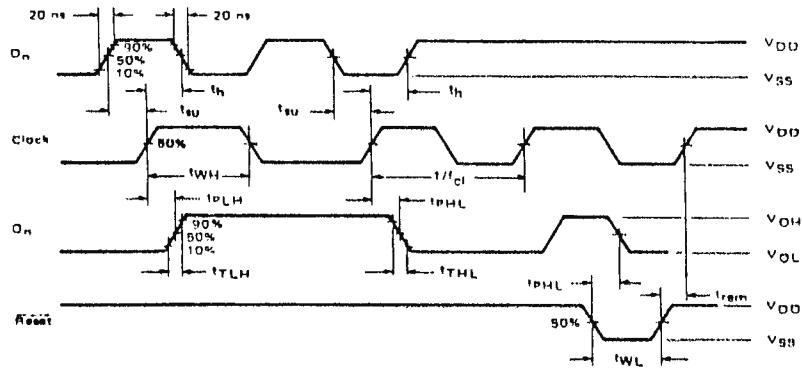 20 ns 20 ns
Dn 90% 50% 10% VDD VSS
th th
tsu tsu
Clock 50% VDD VSS
tWH 1/fcl
tPLH tPHL
Qn 90% 50% 10% VOH VOL
tTLH tTHL
tPHL trem
Reset 50% VDD VSS
tWL